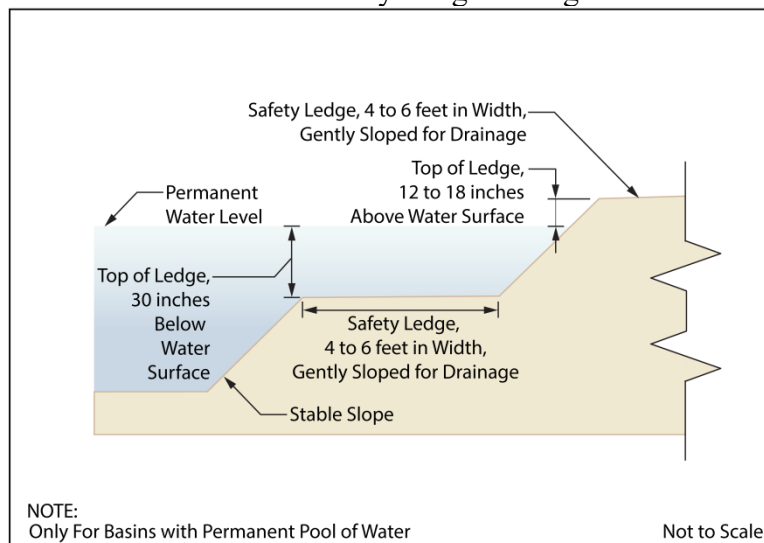 Safety Ledge, 4 to 6 feet in Width,
Gently Sloped for Drainage
Top of Ledge,
12 to 18 inches
Above Water Surface
Permanent
Water Level
Top of Ledge,
30 inches
Below
Water
Surface
Safety Ledge,
4 to 6 feet in Width,
Gently Sloped for Drainage
Stable Slope
NOTE:
Only For Basins with Permanent Pool of Water
Not to Scale